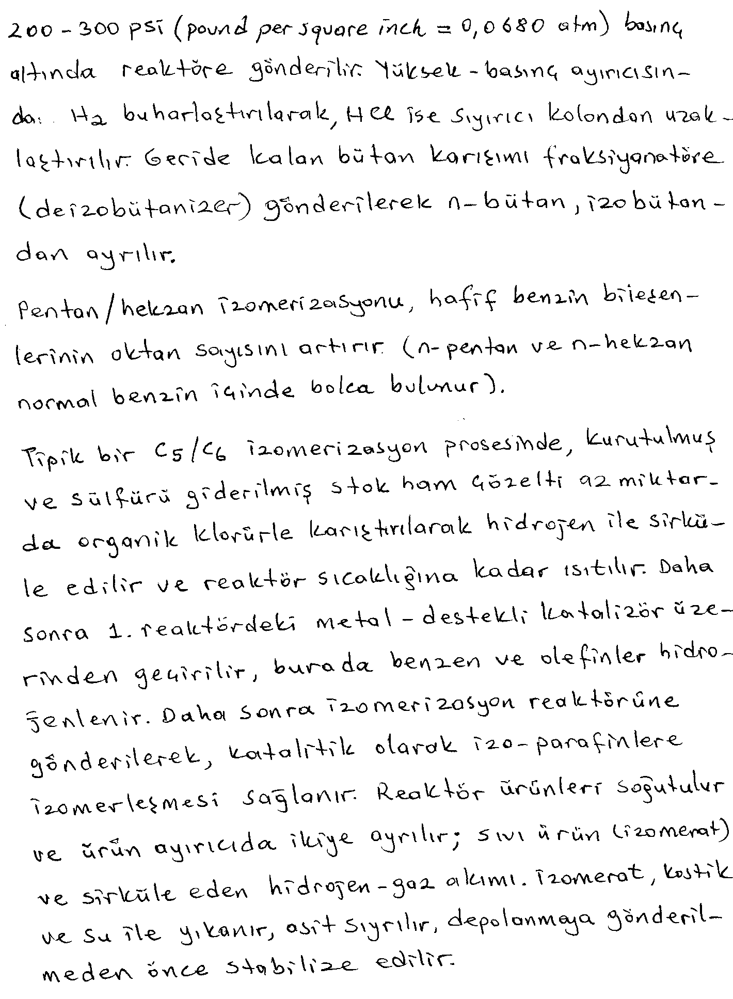 200 - 300 psi (pound per square inch = 0,0680 atm) basınç
altında reaktöre gönderilir. Yüksek - basınç ayırıcısın-
da. H2 buharlaştırılarak, HCl ise sıyırıcı kolondan uzak-
laştırılır. Geride kalan bütan karışımı fraksiyanatöre
(deizobütanizer) gönderilerek n-bütan, izobütan-
dan ayrılır.
Pentan/hekzan izomerizasyonu, hafif benzin bileşen-
lerinin oktan sayısını artırır. (n-pentan ve n-hekzan
normal benzin içinde bolca bulunur).
Tipik bir C5/C6 izomerizasyon prosesinde, kurutulmuş
ve sülfürü giderilmiş stok ham çözelti az miktar-
da organik klorürle karıştırılarak hidrojen ile sirkü-
le edilir ve reaktör sıcaklığına kadar ısıtılır. Daha
sonra 1. reaktördeki metal - destekli katalizör üze-
rinden geçirilir, burada benzen ve olefinler hidro-
jenlenir. Daha sonra izomerizasyon reaktörüne
gönderilerek, katalitik olarak izo-parafinlere
izomerleşmesi sağlanır. Reaktör ürünleri soğutulur
ve ürün ayırıcıda ikiye ayrılır; sıvı ürün (izomerat)
ve sirküle eden hidrojen - gaz akımı. İzomerat, kostik
ve su ile yıkanır, asit sıyrılır, depolanmaya gönderil-
meden önce stabilize edilir.